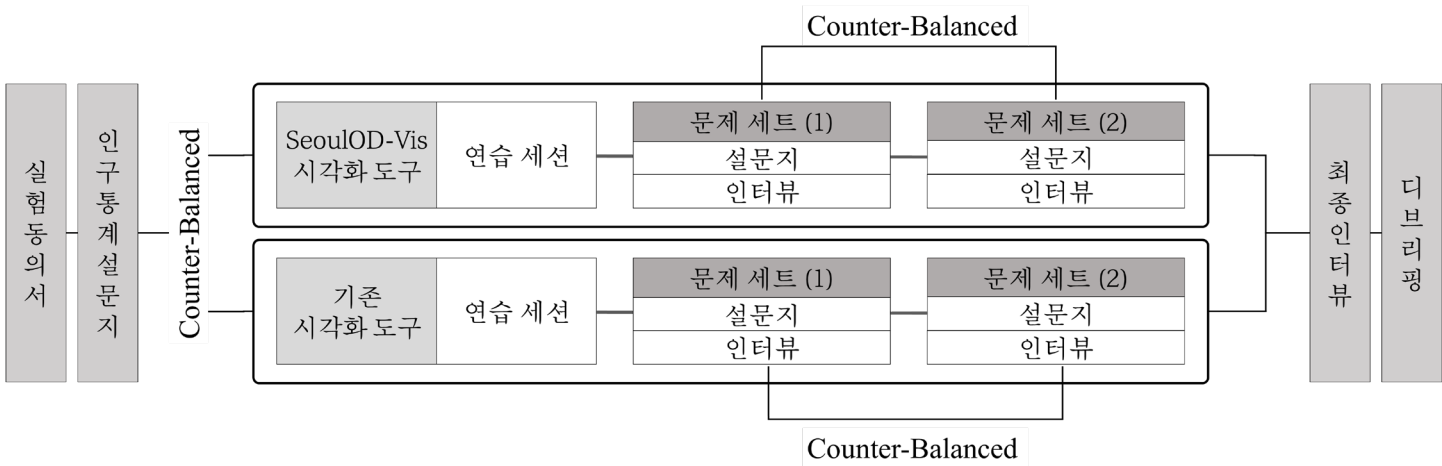 Counter-Balanced
실험동의서
인구통계설문지
Counter-Balanced
SeoulOD-Vis
시각화 도구
연습 세션
문제 세트 (1)
설문지
인터뷰
문제 세트 (2)
설문지
인터뷰
기존
시각화 도구
연습 세션
문제 세트 (1)
설문지
인터뷰
문제 세트 (2)
설문지
인터뷰
최종인터뷰
디브리핑
Counter-Balanced